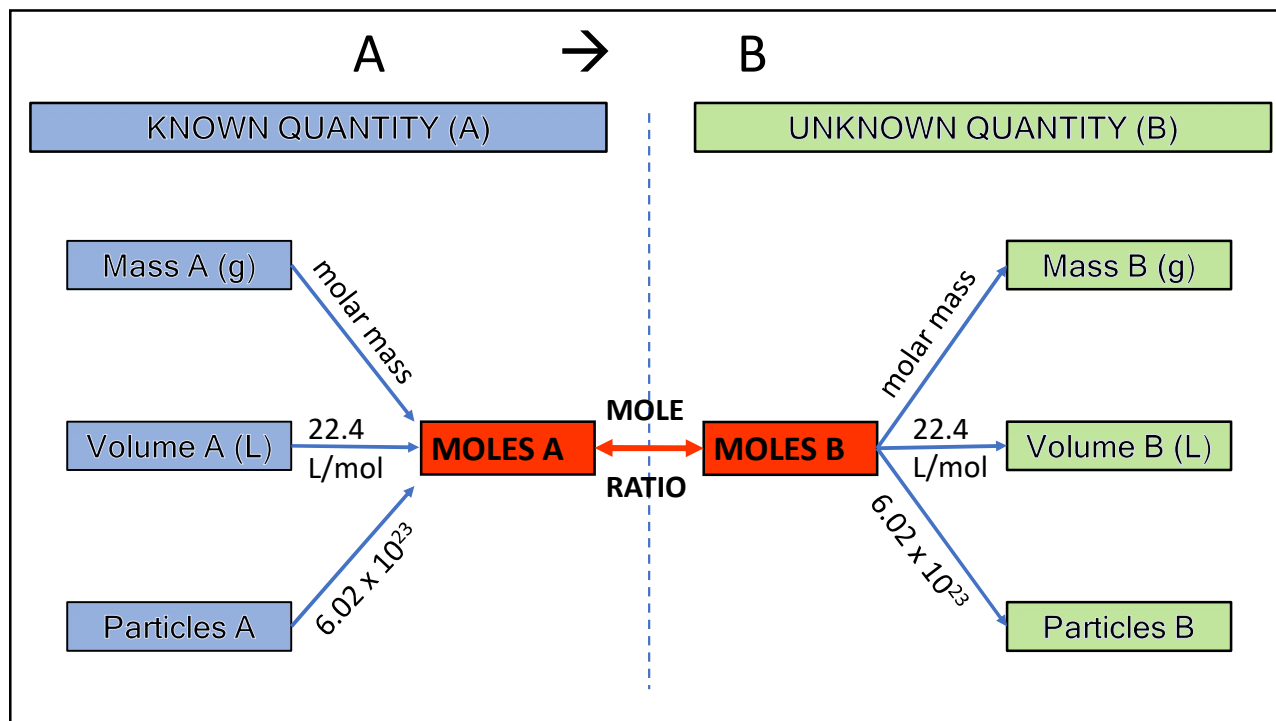 A → B
KNOWN QUANTITY (A)
UNKNOWN QUANTITY (B)
Mass A (g)
molar mass
Mass B (g)
molar mass
Volume A (L)
22.4
L/mol
MOLES A
MOLE
RATIO
MOLES B
22.4
L/mol
Volume B (L)
6.02 x 10²³
Particles A
6.02 x 10²³
Particles B